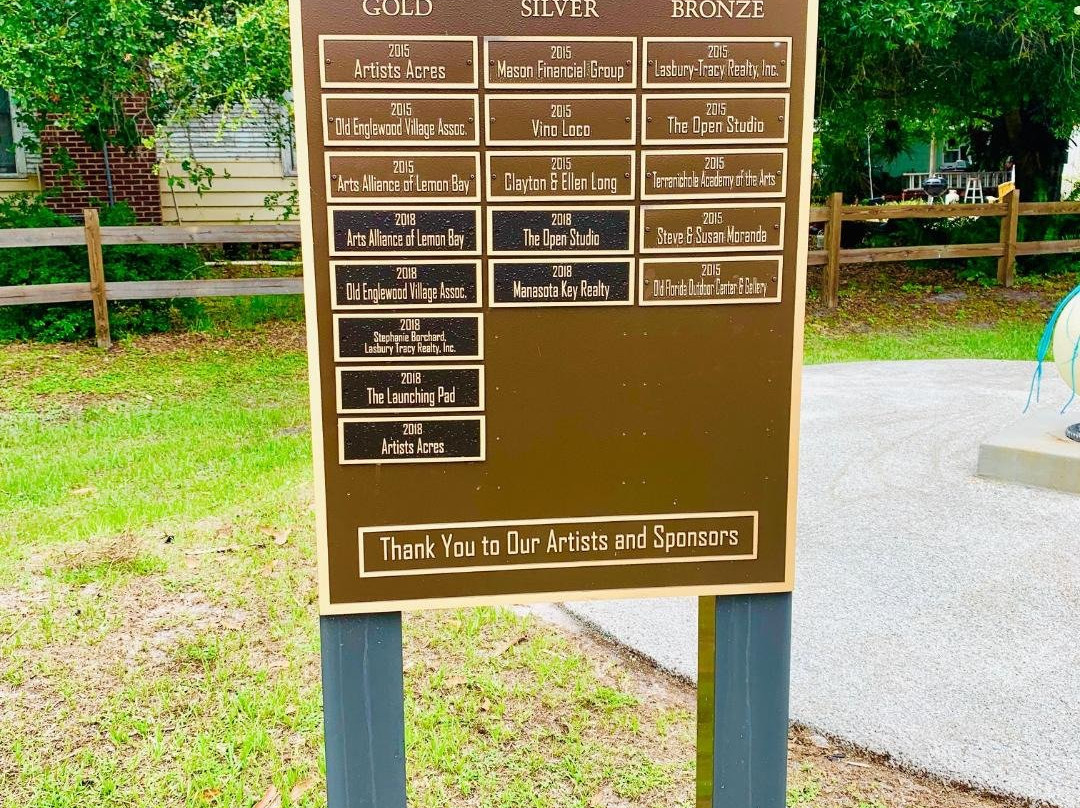 GOLD
2015
Artists Acres
2015
Old Englewood Village Assoc.
2015
Arts Alliance of Lemon Bay
2018
Arts Alliance of Lemon Bay
2018
Old Englewood Village Assoc.
2018
Stephanie Borchard,
Lasbury Tracy Realty, Inc.
2018
The Launching Pad
2018
Artists Acres
SILVER
2015
Mason Financial Group
2015
Vino Loco
2015
Clayton & Ellen Long
2018
The Open Studio
2018
Manasota Key Realty
BRONZE
2015
Lasbury-Tracy Realty, Inc.
2015
The Open Studio
2015
Terranichole Academy of the Arts
2015
Steve & Susan Moranda
2015
Old Florida Outdoor Center & Gallery
Thank You to Our Artists and Sponsors